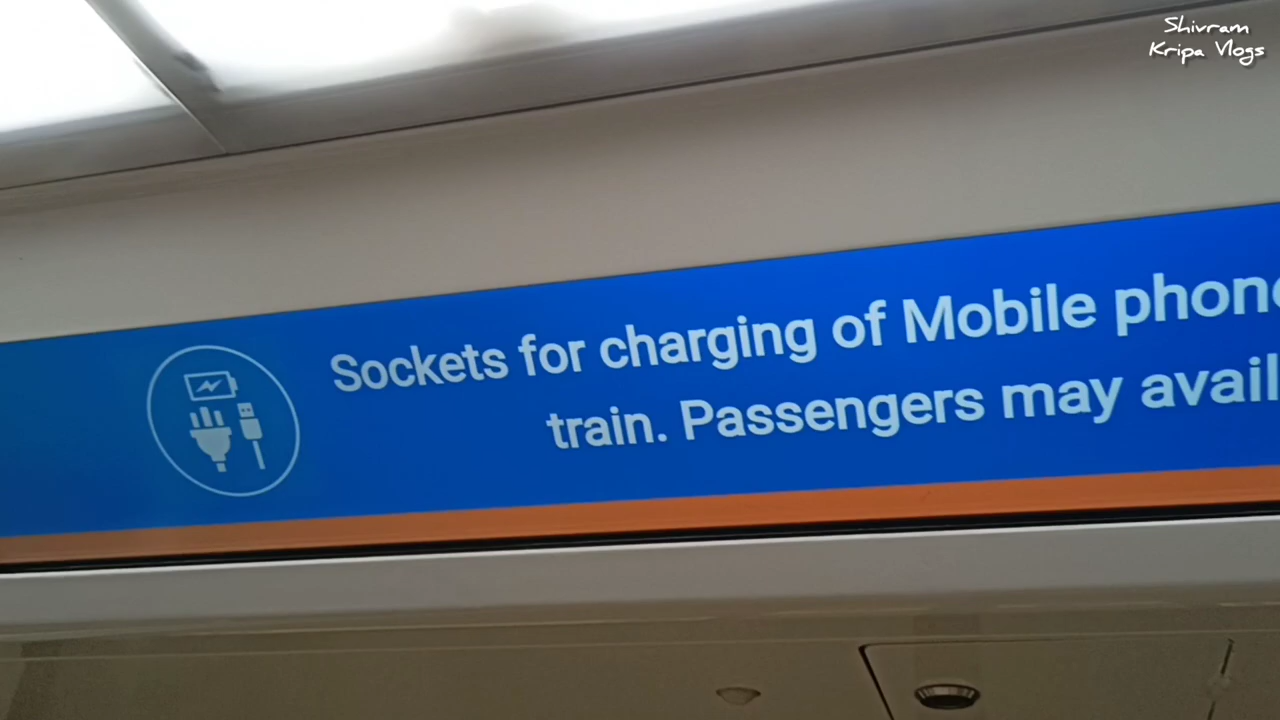 Shivram
Kripa Vlogs
Sockets for charging of Mobile phone
train. Passengers may avail